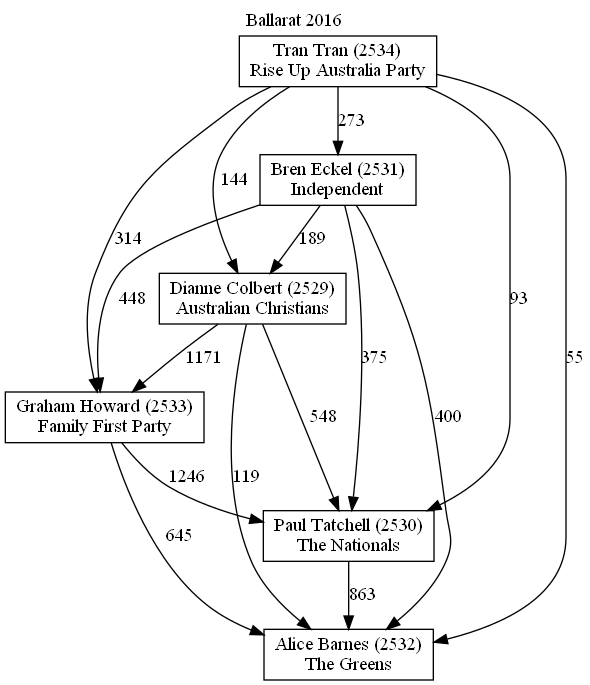 Ballarat 2016
Tran Tran (2534)
Rise Up Australia Party
273
Bren Eckel (2531)
Independent
144
314
189
448
93
Dianne Colbert (2529)
Australian Christians
1171
375
55
Graham Howard (2533)
Family First Party
548
400
1246
119
645
Paul Tatchell (2530)
The Nationals
863
Alice Barnes (2532)
The Greens